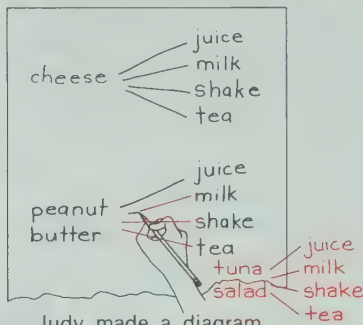 juice
milk
cheese
shake
tea
juice
milk
peanut
shake
butter
tea
juice
tuna
milk
salad
shake
tea
Judy made a diagram